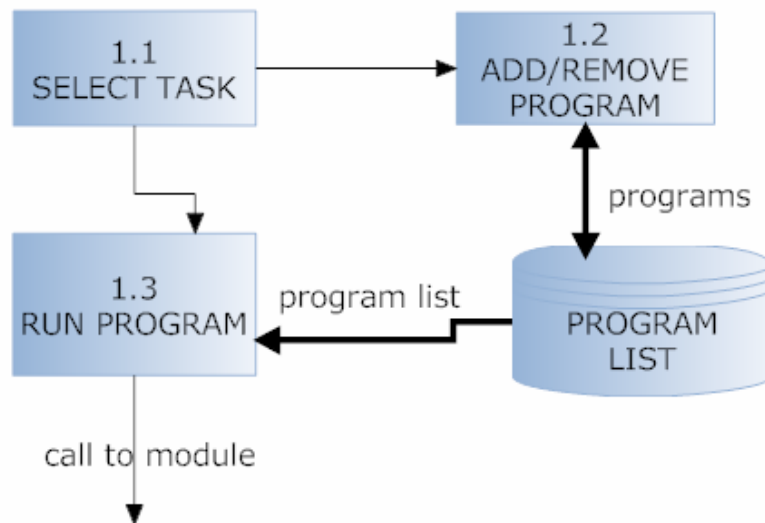 1.1
SELECT TASK
1.2
ADD/REMOVE
PROGRAM
programs
1.3
RUN PROGRAM
program list
PROGRAM
LIST
call to module